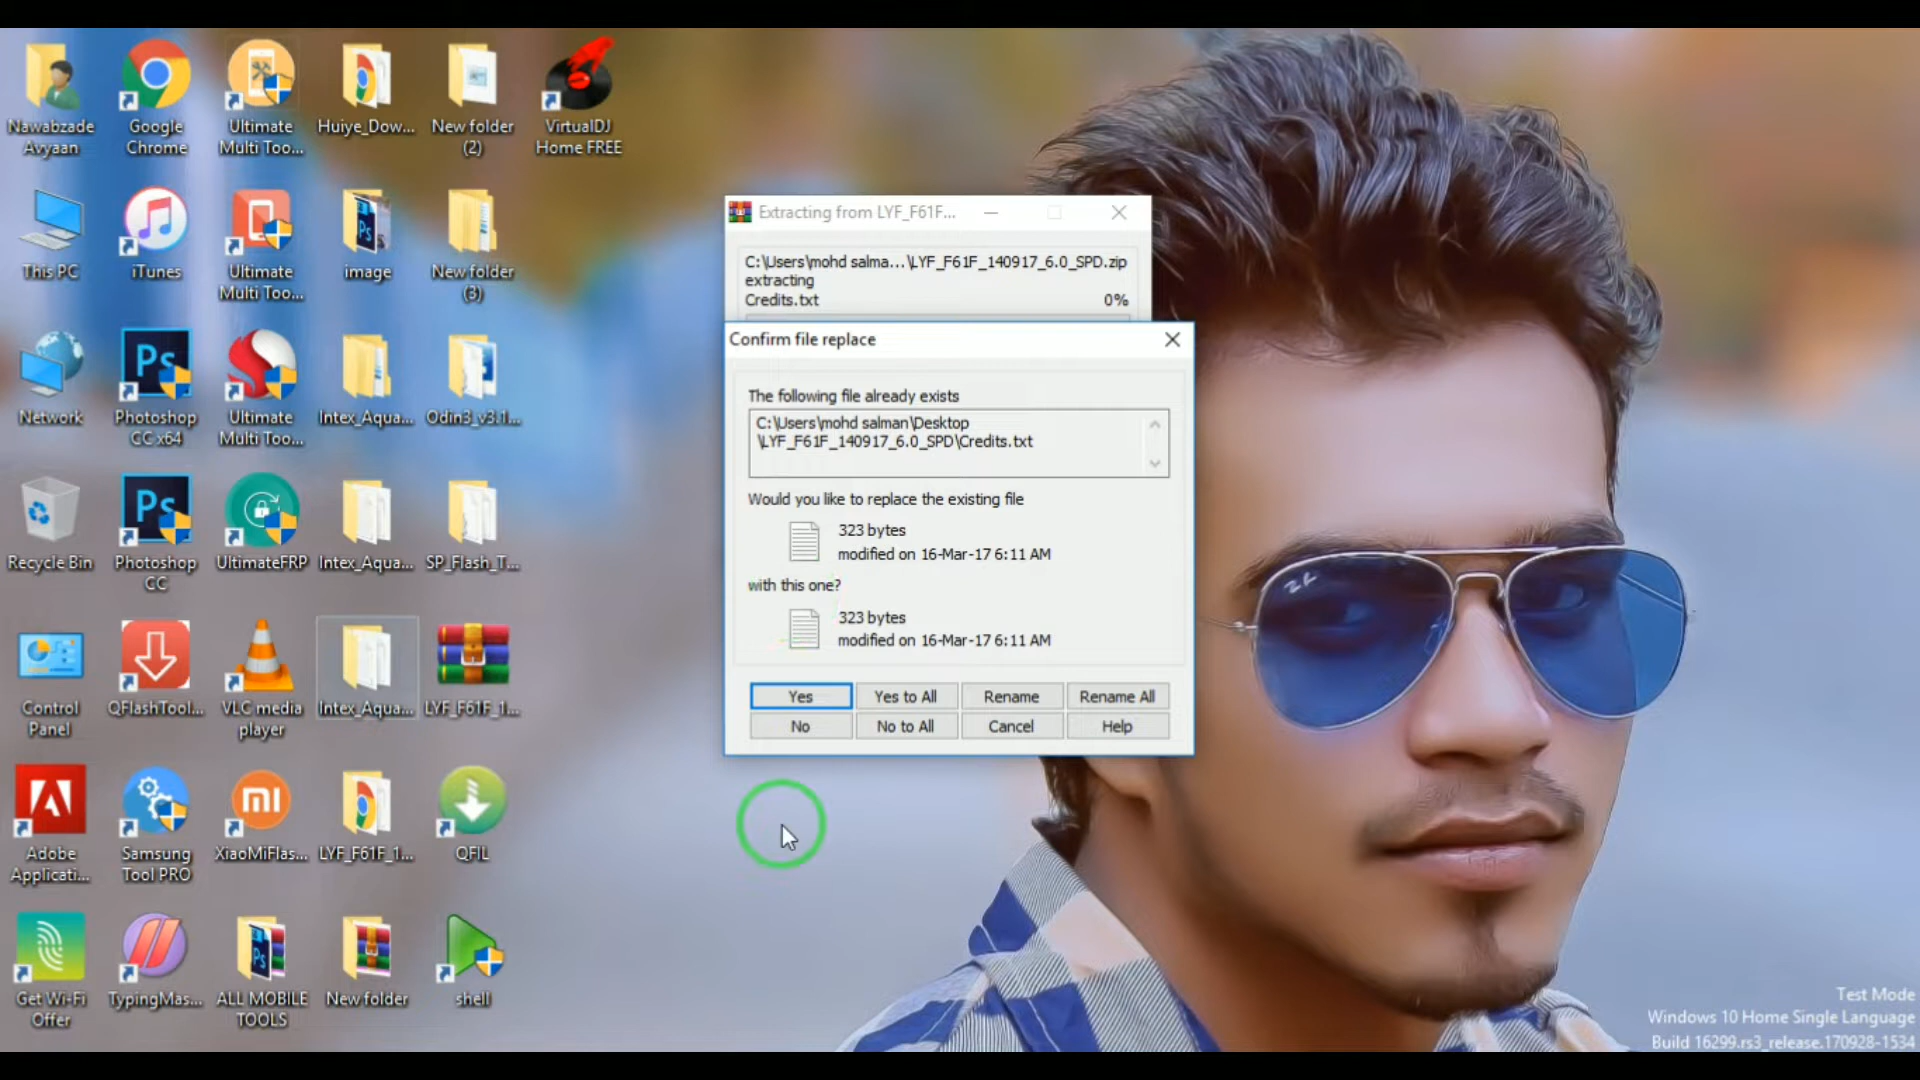 Nawabzade
Avyaan
Google
Chrome
Ultimate
Multi Too...
Huiye_Dow...
New folder
(2)
VirtualDJ
Home FREE
This PC
iTunes
Ultimate
Multi Too...
image
New folder
(3)
Network
Photoshop
CC x64
Ultimate
Multi Too...
Intex_Aqua...
Odin3_v3.1...
Recycle Bin
Photoshop
CC
UltimateFRP
Intex_Aqua...
SP_Flash_T...
Control
Panel
QFlashTool...
VLC media
player
Intex_Aqua...
LYF_F61F_1...
Adobe
Applicati...
Samsung
Tool PRO
XiaoMiFlas...
LYF_F61F_1...
QFIL
Get Wi-Fi
Offer
TypingMas...
ALL MOBILE
TOOLS
New folder
shell
Extracting from LYF_F61F...
C:\Users\mohd salma...\LYF_F61F_140917_6.0_SPD.zip
extracting
Credits.txt 0%
Confirm file replace
The following file already exists
C:\Users\mohd salman\Desktop
\LYF_F61F_140917_6.0_SPD\Credits.txt
Would you like to replace the existing file
323 bytes
modified on 16-Mar-17 6:11 AM
with this one?
323 bytes
modified on 16-Mar-17 6:11 AM
Yes Yes to All Rename Rename All
No No to All Cancel Help
Test Mode
Windows 10 Home Single Language
Build 16299.rs3_release.170928-1534